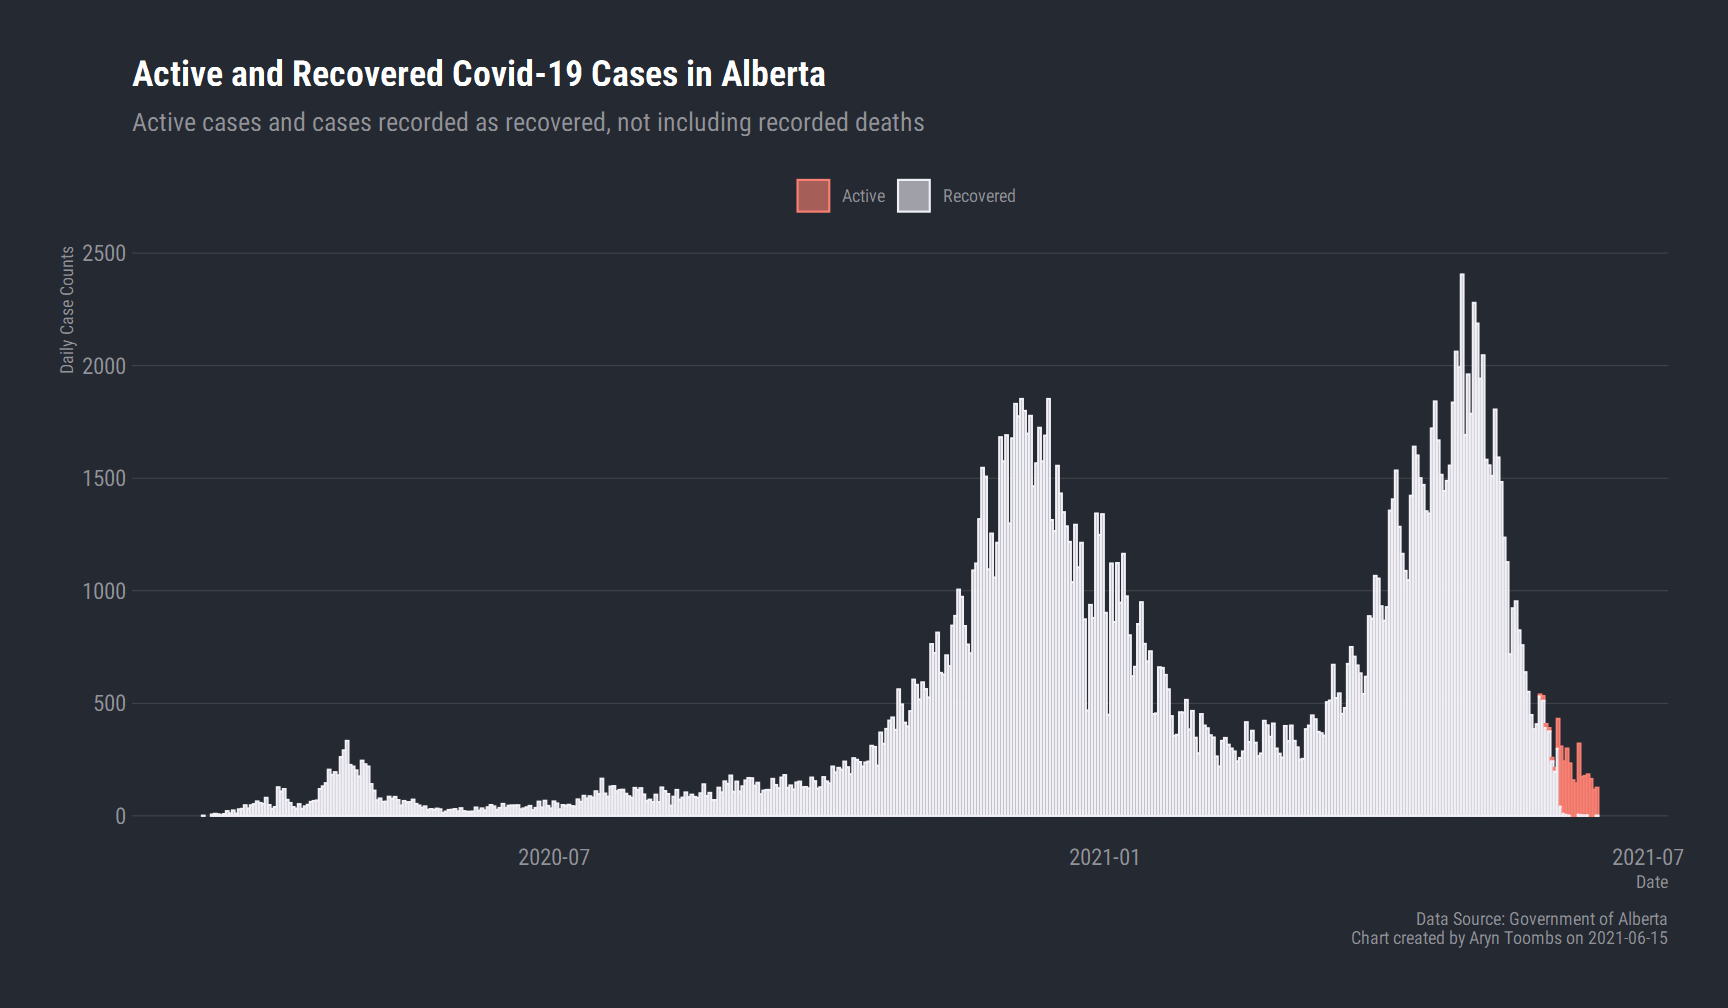 Active and Recovered Covid-19 Cases in Alberta
Active cases and cases recorded as recovered, not including recorded deaths
Active
Recovered
Daily Case Counts
2500
2000
1500
1000
500
0
2020-07
2021-01
2021-07
Date
Data Source: Government of Alberta
Chart created by Aryn Toombs on 2021-06-15